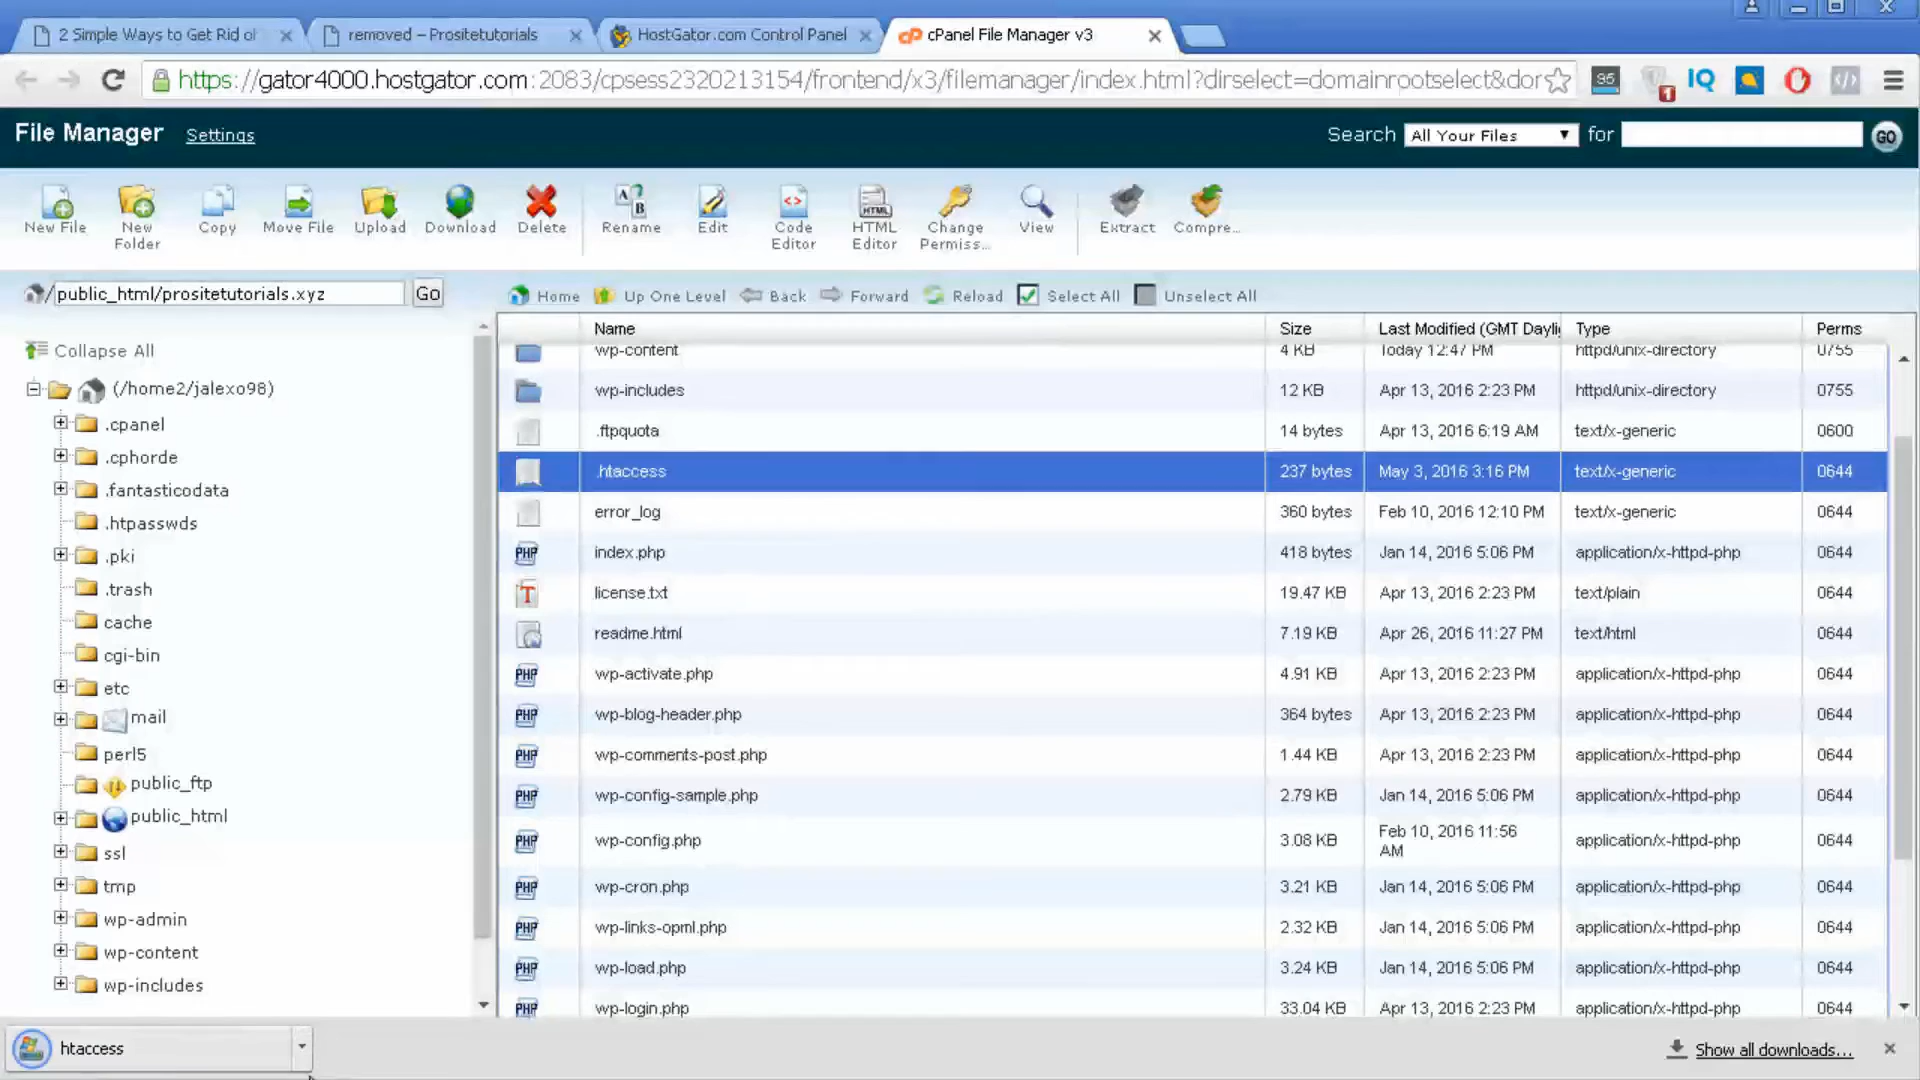 2 Simple Ways to Get Rid of
removed – Prositetutorials
HostGator.com Control Panel
cPanel File Manager v3
https://gator4000.hostgator.com:2083/cpsess2320213154/frontend/x3/filemanager/index.html?dirselect=domainrootselect&dor
95
1
IQ
File Manager
Settings
Search
All Your Files
for
GO
New File
New Folder
Copy
Move File
Upload
Download
Delete
Rename
Edit
Code Editor
HTML Editor
Change Permiss...
View
Extract
Compre...
/
public_html/prositetutorials.xyz
Go
Home
Up One Level
Back
Forward
Reload
Select All
Unselect All
Collapse All
(/home2/jalexo98)
.cpanel
.cphorde
.fantasticodata
.htpasswds
.pki
.trash
cache
cgi-bin
etc
mail
perl5
public_ftp
public_html
ssl
tmp
wp-admin
wp-content
wp-includes
Name Size Last Modified (GMT Dayli Type Perms
wp-content 4 KB Today 12:47 PM httpd/unix-directory 0755
wp-includes 12 KB Apr 13, 2016 2:23 PM httpd/unix-directory 0755
.ftpquota 14 bytes Apr 13, 2016 6:19 AM text/x-generic 0600
.htaccess 237 bytes May 3, 2016 3:16 PM text/x-generic 0644
error_log 360 bytes Feb 10, 2016 12:10 PM text/x-generic 0644
PHP index.php 418 bytes Jan 14, 2016 5:06 PM application/x-httpd-php 0644
T license.txt 19.47 KB Apr 13, 2016 2:23 PM text/plain 0644
readme.html 7.19 KB Apr 26, 2016 11:27 PM text/html 0644
PHP wp-activate.php 4.91 KB Apr 13, 2016 2:23 PM application/x-httpd-php 0644
PHP wp-blog-header.php 364 bytes Apr 13, 2016 2:23 PM application/x-httpd-php 0644
PHP wp-comments-post.php 1.44 KB Apr 13, 2016 2:23 PM application/x-httpd-php 0644
PHP wp-config-sample.php 2.79 KB Jan 14, 2016 5:06 PM application/x-httpd-php 0644
PHP wp-config.php 3.08 KB Feb 10, 2016 11:56 AM application/x-httpd-php 0644
PHP wp-cron.php 3.21 KB Jan 14, 2016 5:06 PM application/x-httpd-php 0644
PHP wp-links-opml.php 2.32 KB Jan 14, 2016 5:06 PM application/x-httpd-php 0644
PHP wp-load.php 3.24 KB Jan 14, 2016 5:06 PM application/x-httpd-php 0644
PHP wp-login.php 33.04 KB Apr 13, 2016 2:23 PM application/x-httpd-php 0644
htaccess
Show all downloads...